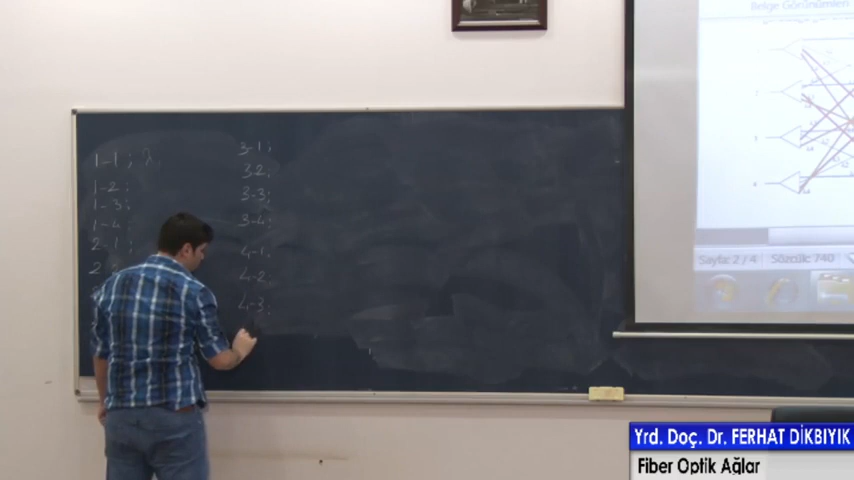 1-1 ; λ₁
1-2 ;
1-3 ;
1-4 ;
2-1 ;
3-1 ;
3-2 ;
3-3 ;
3-4 ;
4-1 ;
4-2 ;
4-3 ;
Belge Görünümleri
Sayfa: 2 / 4 Sözcük: 740
Yrd. Doç. Dr. FERHAT DİKBIYIK
Fiber Optik Ağlar